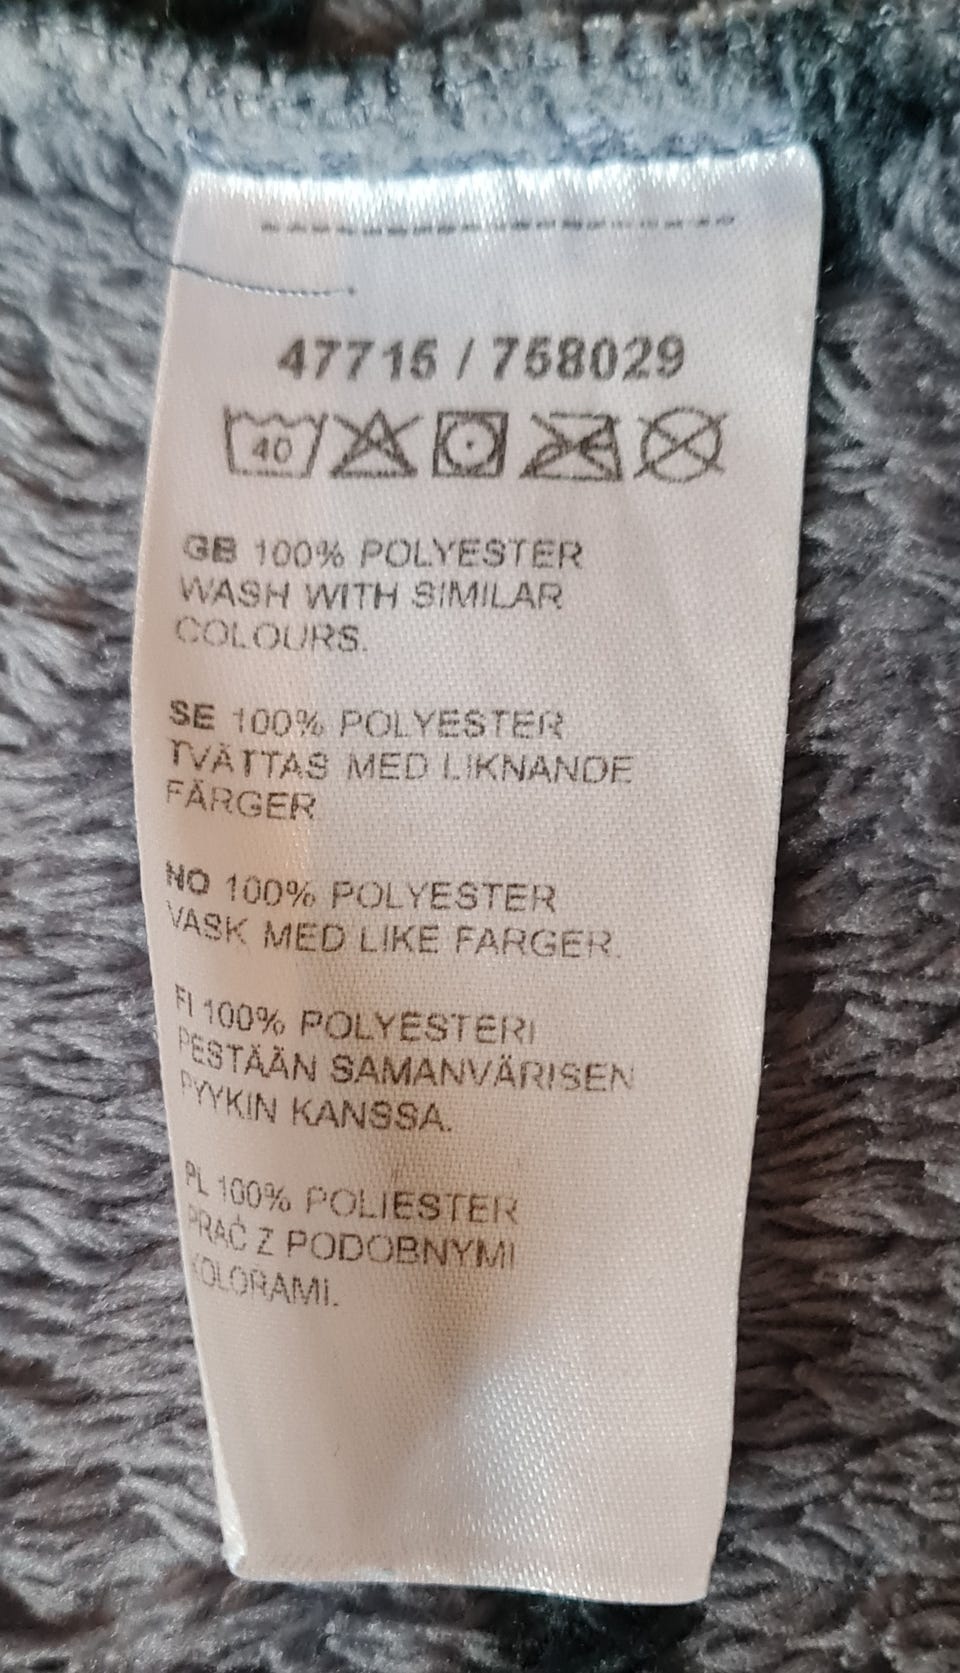 47715 / 758029
40
GB 100% POLYESTER
WASH WITH SIMILAR
COLOURS.
SE 100% POLYESTER
TVÄTTAS MED LIKNANDE
FÄRGER
NO 100% POLYESTER
VASK MED LIKE FARGER.
FI 100% POLYESTERI
PESTÄÄN SAMANVÄRISEN
PYYKIN KANSSA.
PL 100% POLIESTER
PRAĆ Z PODOBNYMI
KOLORAMI.